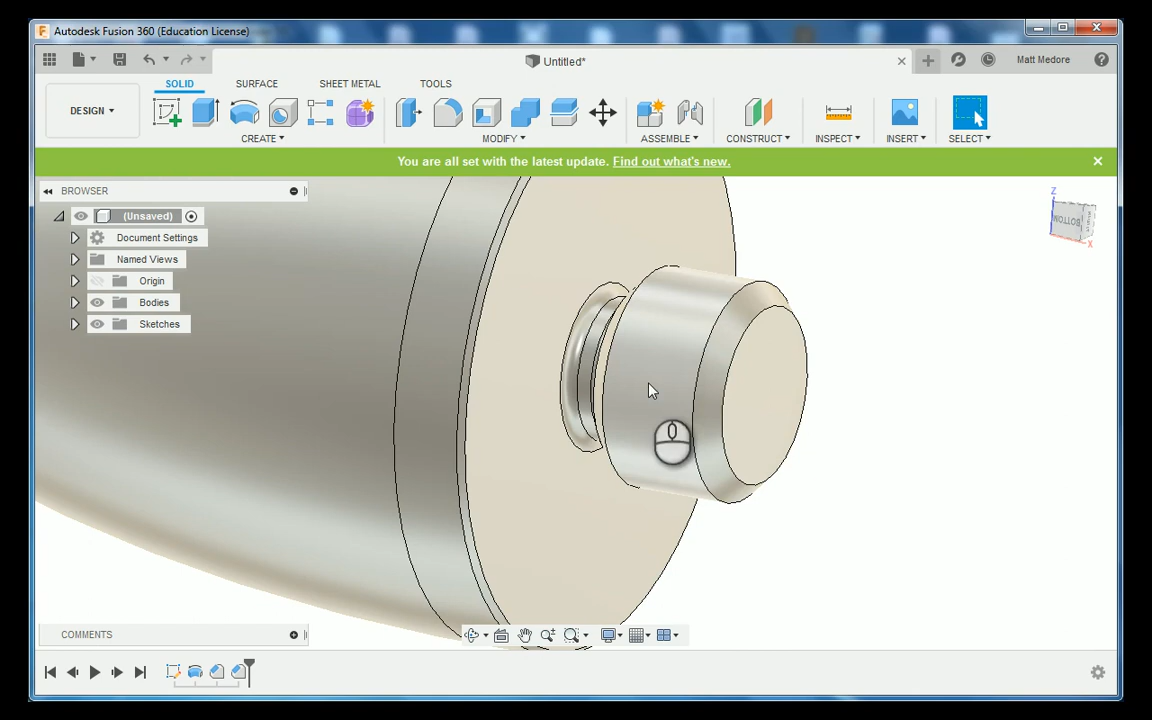 Autodesk Fusion 360 (Education License)
Untitled*
Matt Medore
SOLID SURFACE SHEET METAL TOOLS
DESIGN
CREATE MODIFY ASSEMBLE CONSTRUCT INSPECT INSERT SELECT
You are all set with the latest update. Find out what's new.
BROWSER
(Unsaved)
Document Settings
Named Views
Origin
Bodies
Sketches
Z
BOTTOM
X
COMMENTS